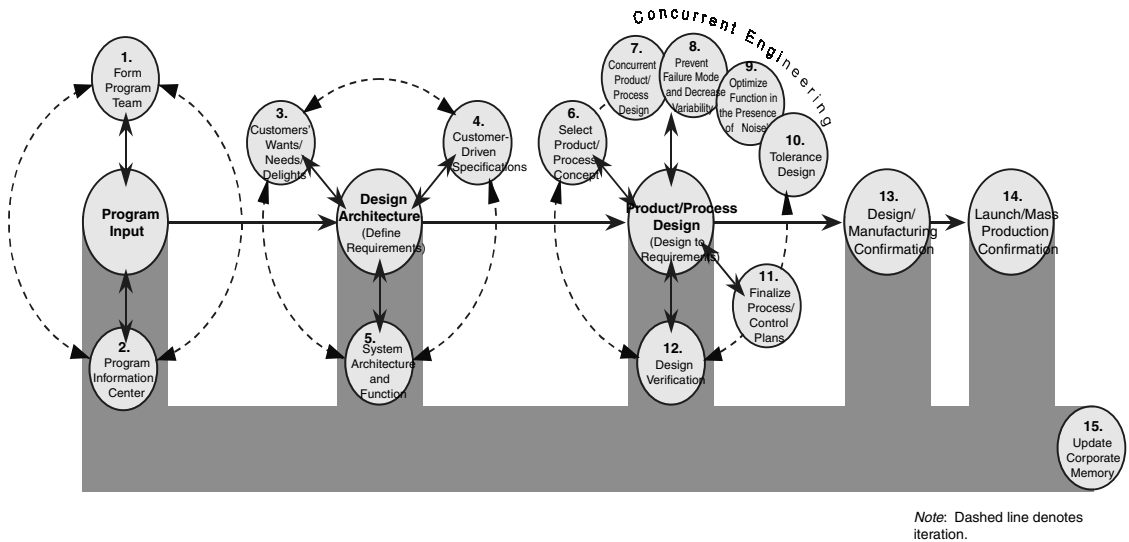 Concurrent Engineering
1.
Form
Program
Team
Program
Input
2.
Program
Information
Center
3.
Customers'
Wants/
Needs/
Delights
4.
Customer-
Driven
Specifications
Design
Architecture
(Define
Requirements)
5.
System
Architecture
and
Function
6.
Select
Product/
Process
Concept
7.
Concurrent
Product/
Process
Design
8.
Prevent
Failure Mode
and Decrease
Variability
9.
Optimize
Function in
the Presence
of Noise
10.
Tolerance
Design
Product/Process
Design
(Design to
Requirements)
11.
Finalize
Process/
Control
Plans
12.
Design
Verification
13.
Design/
Manufacturing
Confirmation
14.
Launch/Mass
Production
Confirmation
15.
Update
Corporate
Memory
Note: Dashed line denotes
iteration.